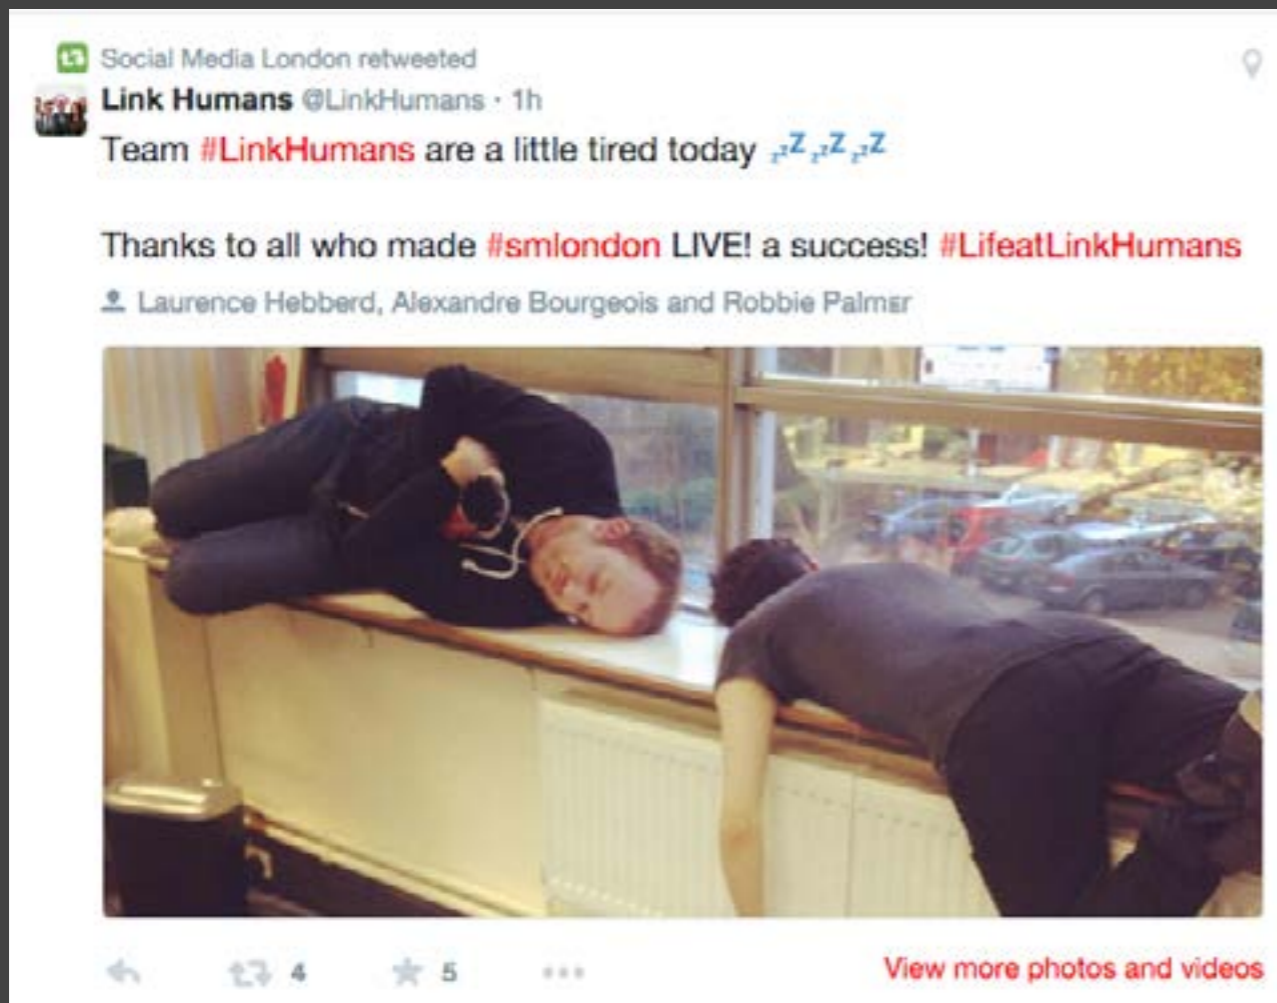 Social Media London retweeted
Link Humans @LinkHumans · 1h
Team #LinkHumans are a little tired today 💤💤💤
Thanks to all who made #smlondon LIVE! a success! #LifeatLinkHumans
Laurence Hebberd, Alexandre Bourgeois and Robbie Palmer
4 5 View more photos and videos